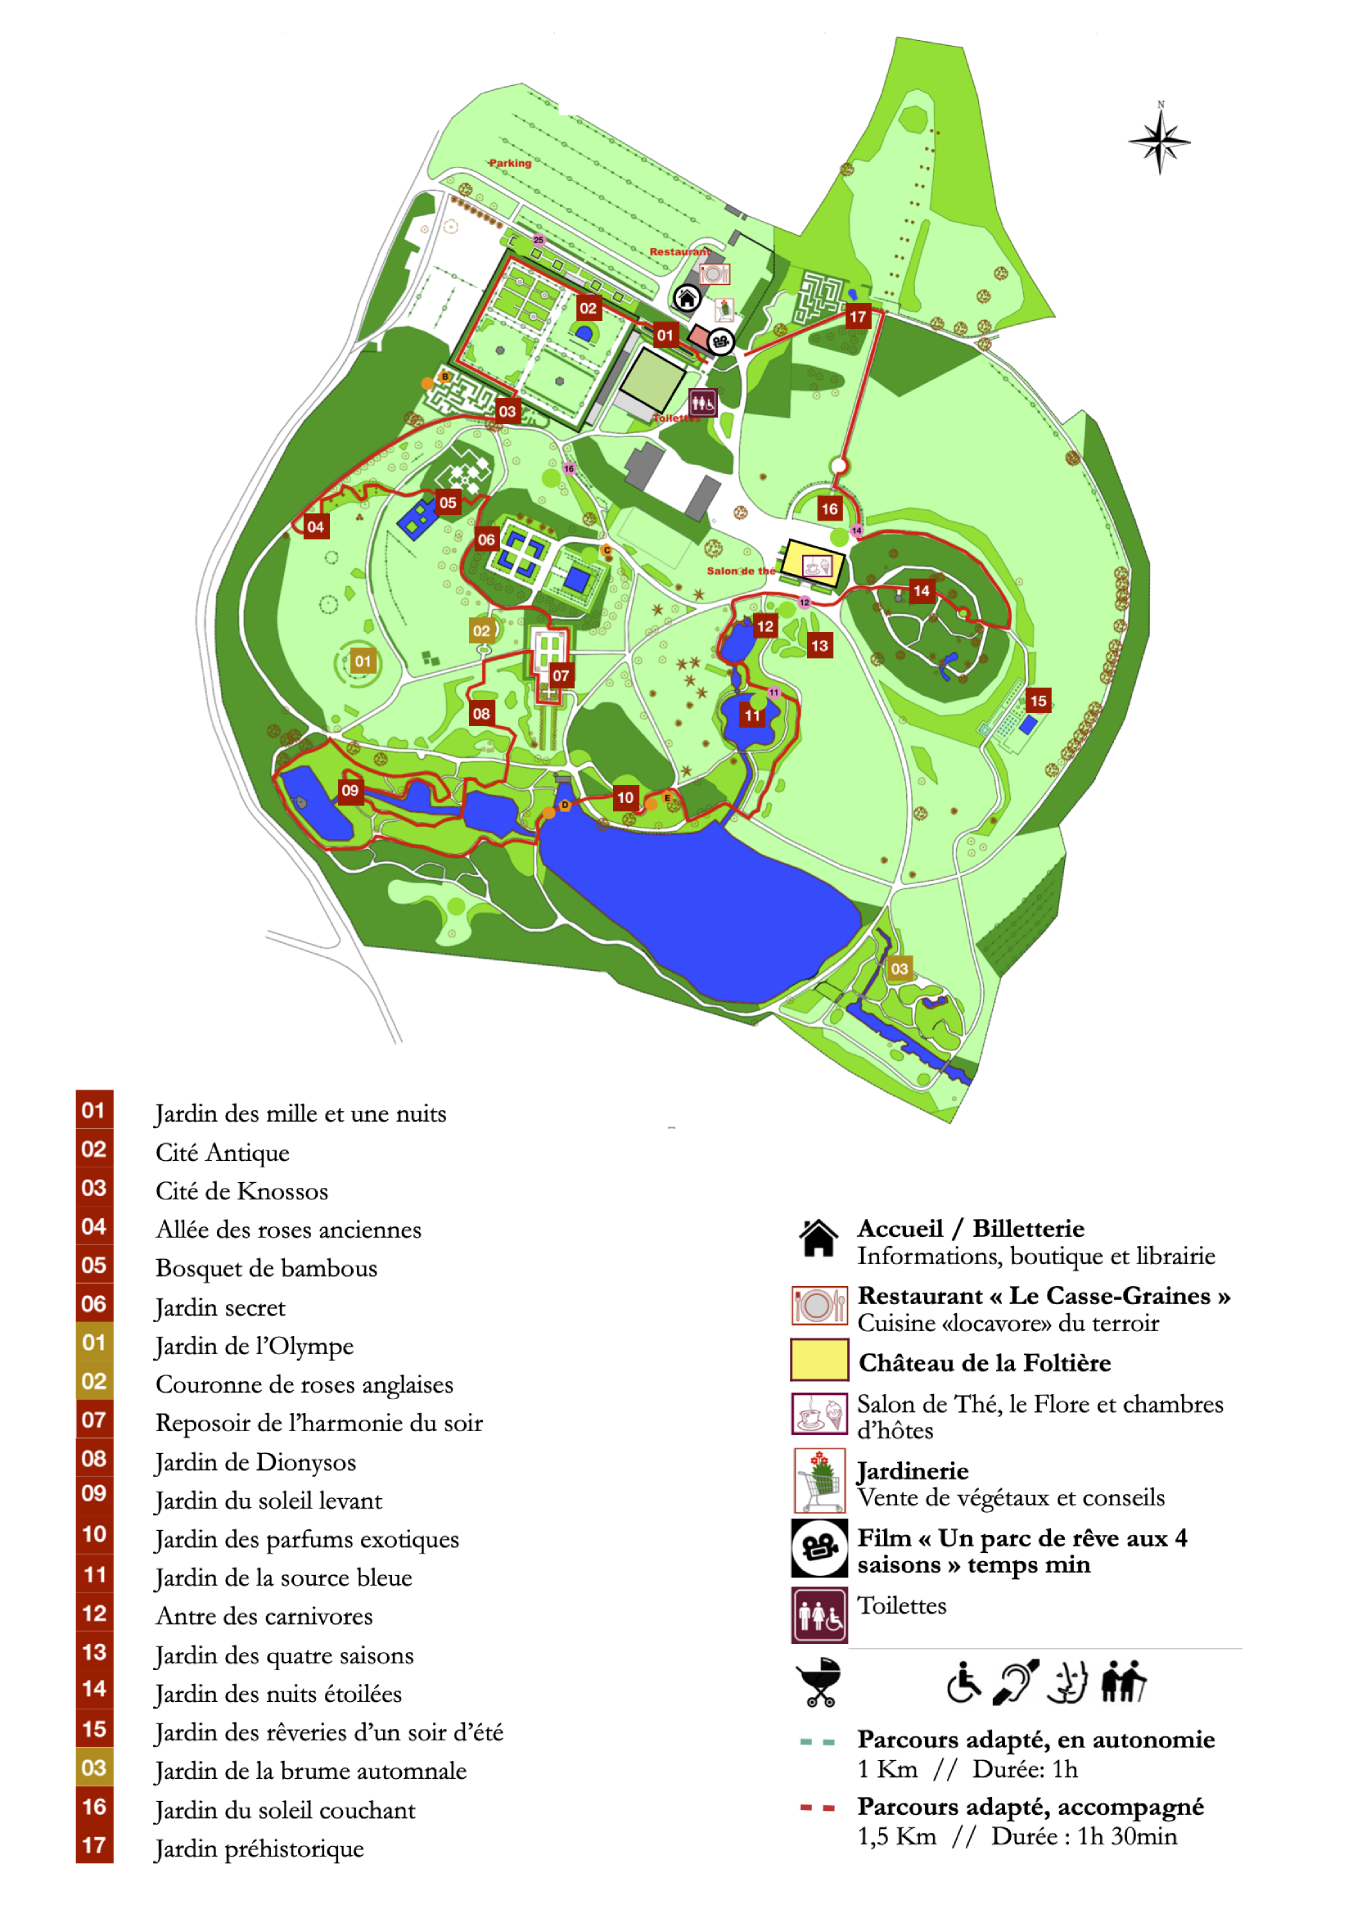 N
Parking
25
Restaurant
02
01
17
B
03
Toilettes
16
05
04
06
16
14
C
Salon de thé
14
12
02
12
13
01
07
11
15
08
11
09
10
E
D
03
01 Jardin des mille et une nuits
02 Cité Antique
03 Cité de Knossos
04 Allée des roses anciennes
05 Bosquet de bambous
06 Jardin secret
01 Jardin de l'Olympe
02 Couronne de roses anglaises
07 Reposoir de l'harmonie du soir
08 Jardin de Dionysos
09 Jardin du soleil levant
10 Jardin des parfums exotiques
11 Jardin de la source bleue
12 Antre des carnivores
13 Jardin des quatre saisons
14 Jardin des nuits étoilées
15 Jardin des rêveries d'un soir d'été
03 Jardin de la brume automnale
16 Jardin du soleil couchant
17 Jardin préhistorique
Accueil / Billetterie
Informations, boutique et librairie
Restaurant « Le Casse-Graines »
Cuisine «locavore» du terroir
Château de la Foltière
Salon de Thé, le Flore et chambres
d'hôtes
Jardinerie
Vente de végétaux et conseils
Film « Un parc de rêve aux 4
saisons » temps min
Toilettes
Parcours adapté, en autonomie
1 Km // Durée: 1h
Parcours adapté, accompagné
1,5 Km // Durée : 1h 30min